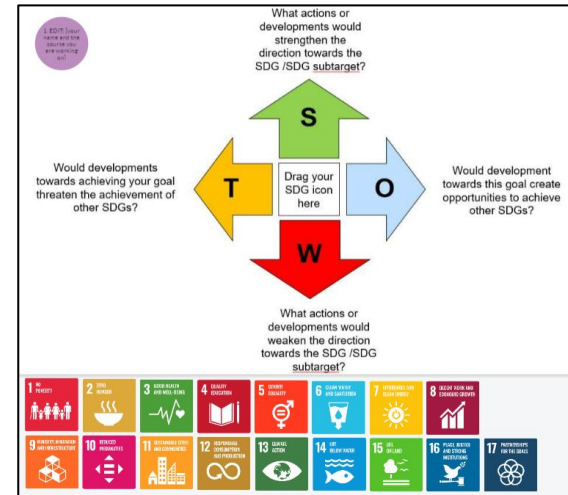 What actions or
developments would
strengthen the
direction towards the
SDG /SDG subtarget?
1. EDIT: [your
name and the
course you
are working
on]
S
Would developments
towards achieving your goal
threaten the achievement of
other SDGs?
T
Drag your
SDG icon
here
O
Would development
towards this goal create
opportunities to achieve
other SDGs?
W
What actions or
developments would
weaken the direction
towards the SDG /SDG
subtarget?
1 NO
POVERTY
2 ZERO
HUNGER
3 GOOD HEALTH
AND WELL-BEING
4 QUALITY
EDUCATION
5 GENDER
EQUALITY
6 CLEAN WATER
AND SANITATION
7 AFFORDABLE AND
CLEAN ENERGY
8 DECENT WORK AND
ECONOMIC GROWTH
9 INDUSTRY, INNOVATION
AND INFRASTRUCTURE
10 REDUCED
INEQUALITIES
11 SUSTAINABLE CITIES
AND COMMUNITIES
12 RESPONSIBLE
CONSUMPTION
AND PRODUCTION
13 CLIMATE
ACTION
14 LIFE
BELOW WATER
15 LIFE
ON LAND
16 PEACE, JUSTICE
AND STRONG
INSTITUTIONS
17 PARTNERSHIPS
FOR THE GOALS